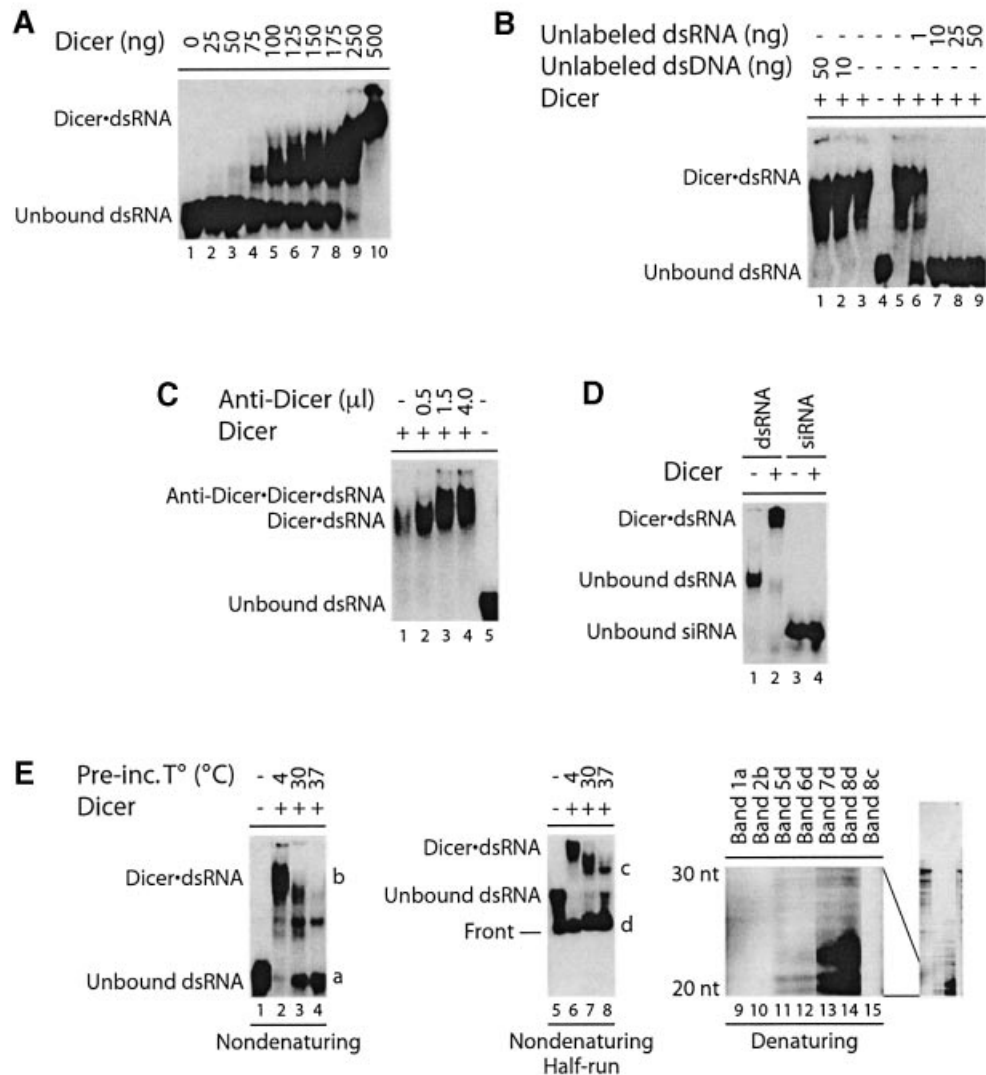 A
Dicer (ng) 0 25 50 75 100 125 150 175 250 500
Dicer•dsRNA
Unbound dsRNA
1 2 3 4 5 6 7 8 9 10
B
Unlabeled dsRNA (ng) - - - - - 1 10 25 50
Unlabeled dsDNA (ng) 50 10 - - - - - - -
Dicer + + + - + + + + +
Dicer•dsRNA
Unbound dsRNA
1 2 3 4 5 6 7 8 9
C
Anti-Dicer (μl) - 0.5 1.5 4.0 -
Dicer + + + + -
Anti-Dicer•Dicer•dsRNA
Dicer•dsRNA
Unbound dsRNA
1 2 3 4 5
D
dsRNA siRNA
Dicer - + - +
Dicer•dsRNA
Unbound dsRNA
Unbound siRNA
1 2 3 4
E
Pre-inc.T° (°C) - 4 30 37
Dicer - + + +
Dicer•dsRNA b
Unbound dsRNA a
1 2 3 4
Nondenaturing
- 4 30 37
- + + +
Dicer•dsRNA c
Unbound dsRNA
Front — d
5 6 7 8
Nondenaturing
Half-run
Band 1a
Band 2b
Band 5d
Band 6d
Band 7d
Band 8d
Band 8c
30 nt
20 nt
9 10 11 12 13 14 15
Denaturing